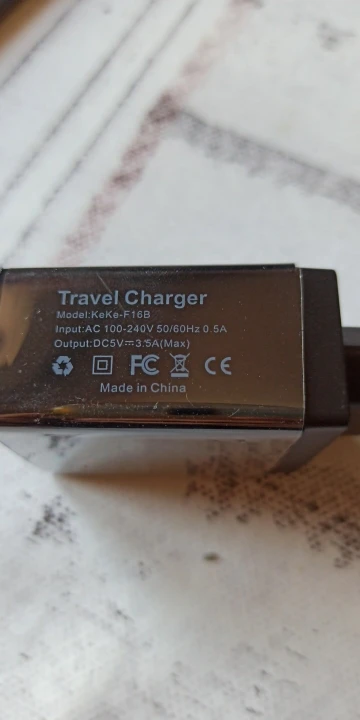 Travel Charger
Model:KeKe-F16B
Input:AC 100-240V 50/60Hz 0.5A
Output:DC5V⎓3.5A(Max)
FC CE
Made in China